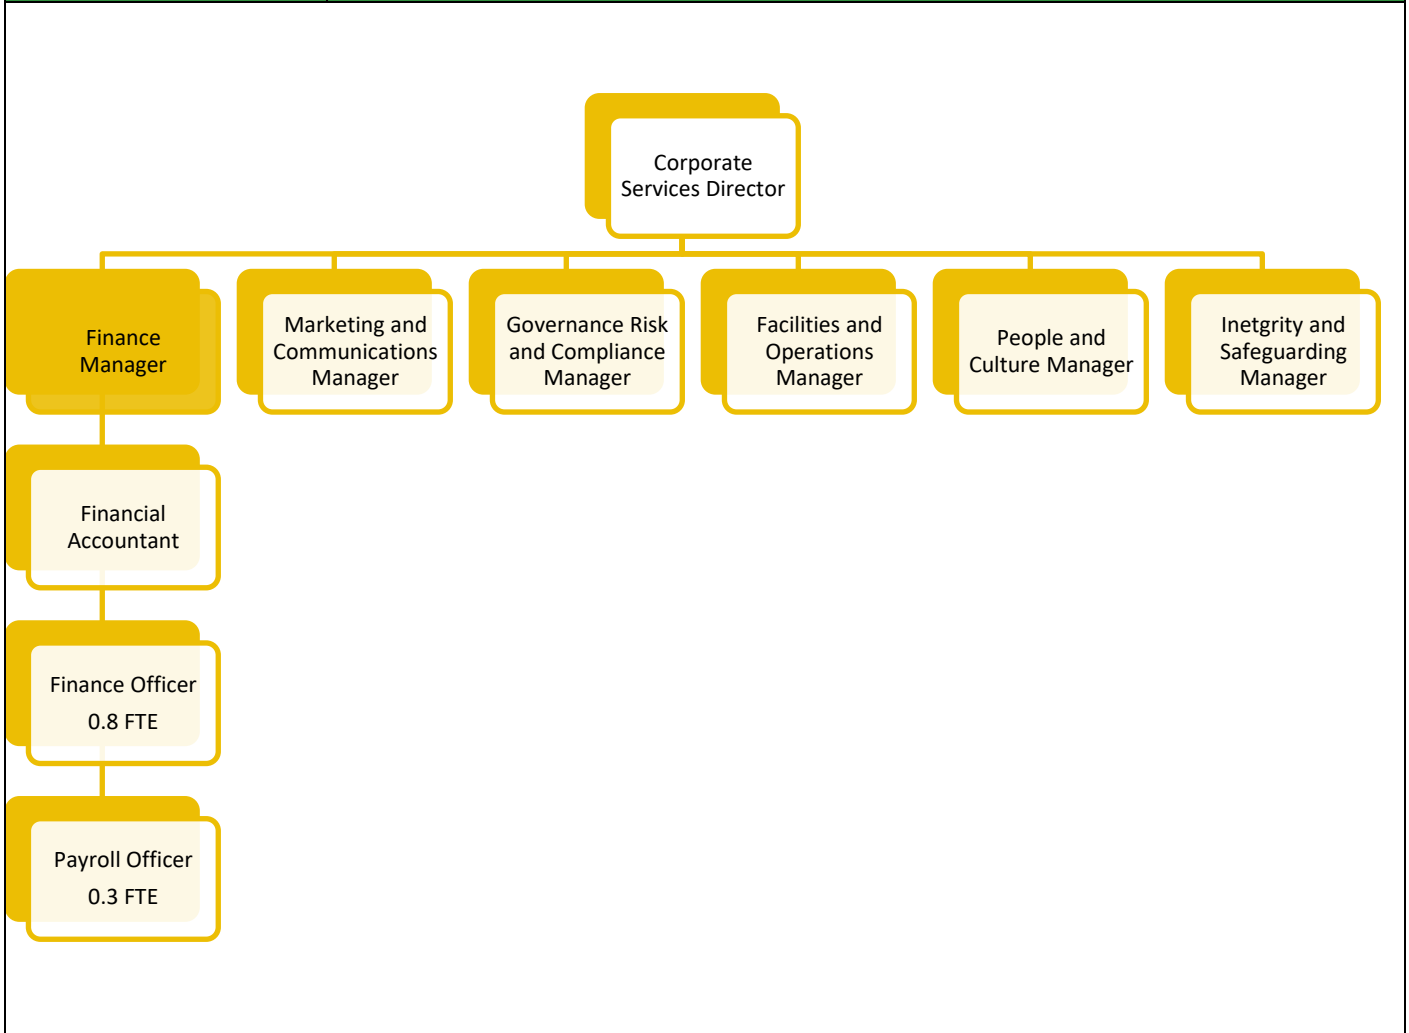 Corporate
Services Director
Finance
Manager
Marketing and
Communications
Manager
Governance Risk
and Compliance
Manager
Facilities and
Operations
Manager
People and
Culture Manager
Inetgrity and
Safeguarding
Manager
Financial
Accountant
Finance Officer
0.8 FTE
Payroll Officer
0.3 FTE